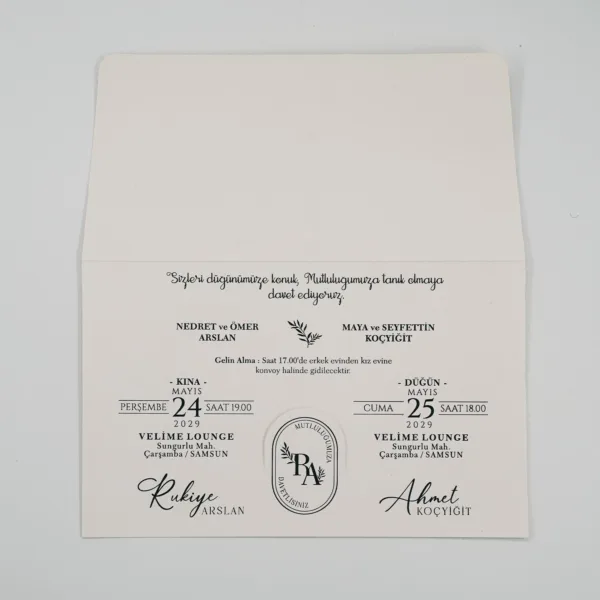 Sizleri düğünümüze konuk, Mutluluğumuza tanık olmaya
davet ediyoruz.
NEDRET ve ÖMER
ARSLAN
MAYA ve SEYFETTİN
KOÇYİĞİT
Gelin Alma : Saat 17.00'de erkek evinden kız evine
konvoy halinde gidilecektir.
- KINA -
MAYIS
PERŞEMBE 24 SAAT 19.00
2029
VELİME LOUNGE
Sungurlu Mah.
Çarşamba / SAMSUN
- DÜĞÜN -
MAYIS
CUMA 25 SAAT 18.00
2029
VELİME LOUNGE
Sungurlu Mah.
Çarşamba / SAMSUN
MUTLULUĞUMUZA
RA
DAVETLİSİNİZ
Rukiye
ARSLAN
Ahmet
KOÇYİĞİT